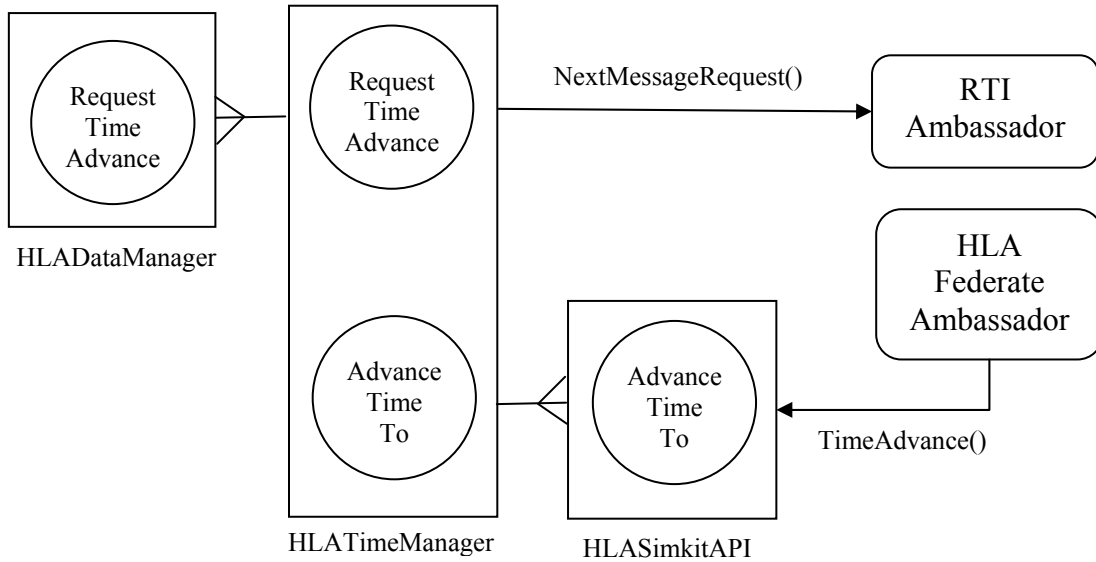 Request
Time
Advance
HLADataManager
Request
Time
Advance
NextMessageRequest()
RTI
Ambassador
HLA
Federate
Ambassador
Advance
Time
To
Advance
Time
To
TimeAdvance()
HLATimeManager
HLASimkitAPI